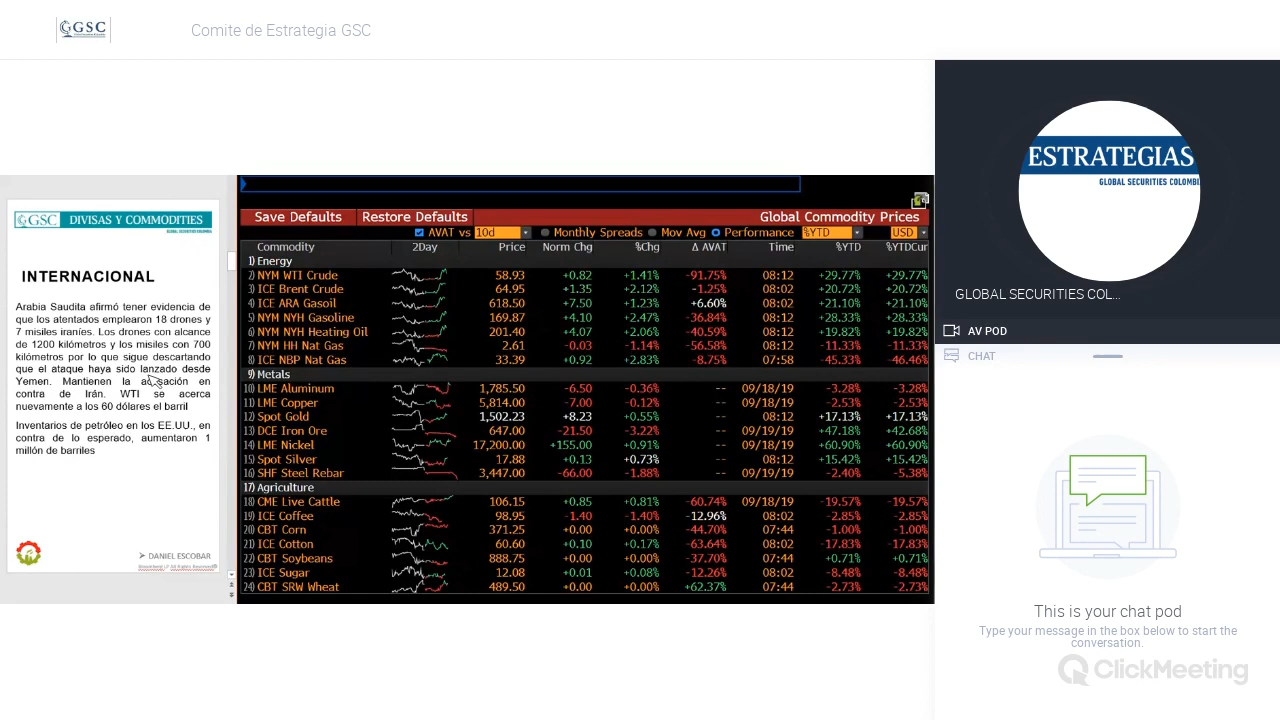 GSC
Comite de Estrategia GSC
GSC DIVISAS Y COMMODITIES
GLOBAL SECURITIES COLOMBIA
INTERNACIONAL
Arabia Saudita afirmó tener evidencia de
que los atentados emplearon 18 drones y
7 misiles iraníes. Los drones con alcance
de 1200 kilómetros y los misiles con 700
kilómetros por lo que sigue descartando
que el ataque haya sido lanzado desde
Yemen. Mantienen la acusación en
contra de Irán. WTI se acerca
nuevamente a los 60 dólares el barril
Inventarios de petróleo en los EE.UU., en
contra de lo esperado, aumentaron 1
millón de barriles
➤ DANIEL ESCOBAR
All Rights Reserved®
Save Defaults Restore Defaults Global Commodity Prices
AVAT vs 10d Monthly Spreads Mov Avg Performance %YTD USD
Commodity 2Day Price Norm Chg %Chg Δ AVAT Time %YTD %YTDCur
1) Energy
2) NYM WTI Crude 58.93 +0.82 +1.41% -91.75% 08:12 +29.77% +29.77%
3) ICE Brent Crude 64.95 +1.35 +2.12% -1.25% 08:12 +20.72% +20.72%
4) ICE ARA Gasoil 618.50 +7.50 +1.23% +6.60% 08:12 +21.10% +21.10%
5) NYM NYH Gasoline 169.87 +4.10 +2.47% -36.84% 08:12 +28.33% +28.33%
6) NYM NYH Heating Oil 201.40 +4.07 +2.06% -40.59% 08:12 +19.82% +19.82%
7) NYM HH Nat Gas 2.61 -0.03 -1.14% -56.58% 08:12 -11.33% -11.33%
8) ICE NBP Nat Gas 33.39 +0.92 +2.83% -8.75% 07:58 -45.33% -46.46%
9) Metals
10) LME Aluminum 1,785.50 -6.50 -0.36% -- 09/18/19 -3.28% -3.28%
11) LME Copper 5,814.00 -7.00 -0.12% -- 09/18/19 -2.53% -2.53%
12) Spot Gold 1,502.23 +8.23 +0.55% -- 08:12 +17.13% +17.13%
13) DCE Iron Ore 647.00 -21.50 -3.22% -- 09/19/19 +47.18% +42.68%
14) LME Nickel 17,200.00 +155.00 +0.91% -- 09/18/19 +60.90% +60.90%
15) Spot Silver 17.88 +0.13 +0.73% -- 08:12 +15.42% +15.42%
16) SHF Steel Rebar 3,447.00 -66.00 -1.88% -- 09/19/19 -2.40% -5.38%
17) Agriculture
18) CME Live Cattle 106.15 +0.85 +0.81% -60.74% 09/18/19 -19.57% -19.57%
19) ICE Coffee 98.95 -1.40 -1.40% -12.96% 08:02 -2.85% -2.85%
20) CBT Corn 371.25 +0.00 +0.00% -44.70% 07:44 -1.00% -1.00%
21) ICE Cotton 60.60 +0.10 +0.17% -63.64% 08:02 -17.83% -17.83%
22) CBT Soybeans 888.75 +0.00 +0.00% -37.70% 07:44 +0.71% +0.71%
23) ICE Sugar 12.08 +0.01 +0.08% -12.26% 08:02 -8.48% -8.48%
24) CBT SRW Wheat 489.50 +0.00 +0.00% +62.37% 07:44 -2.73% -2.73%
ESTRATEGIAS
GLOBAL SECURITIES COLOMBI
GLOBAL SECURITIES COL...
AV POD
CHAT
This is your chat pod
Type your message in the box below to start the
conversation.
ClickMeeting